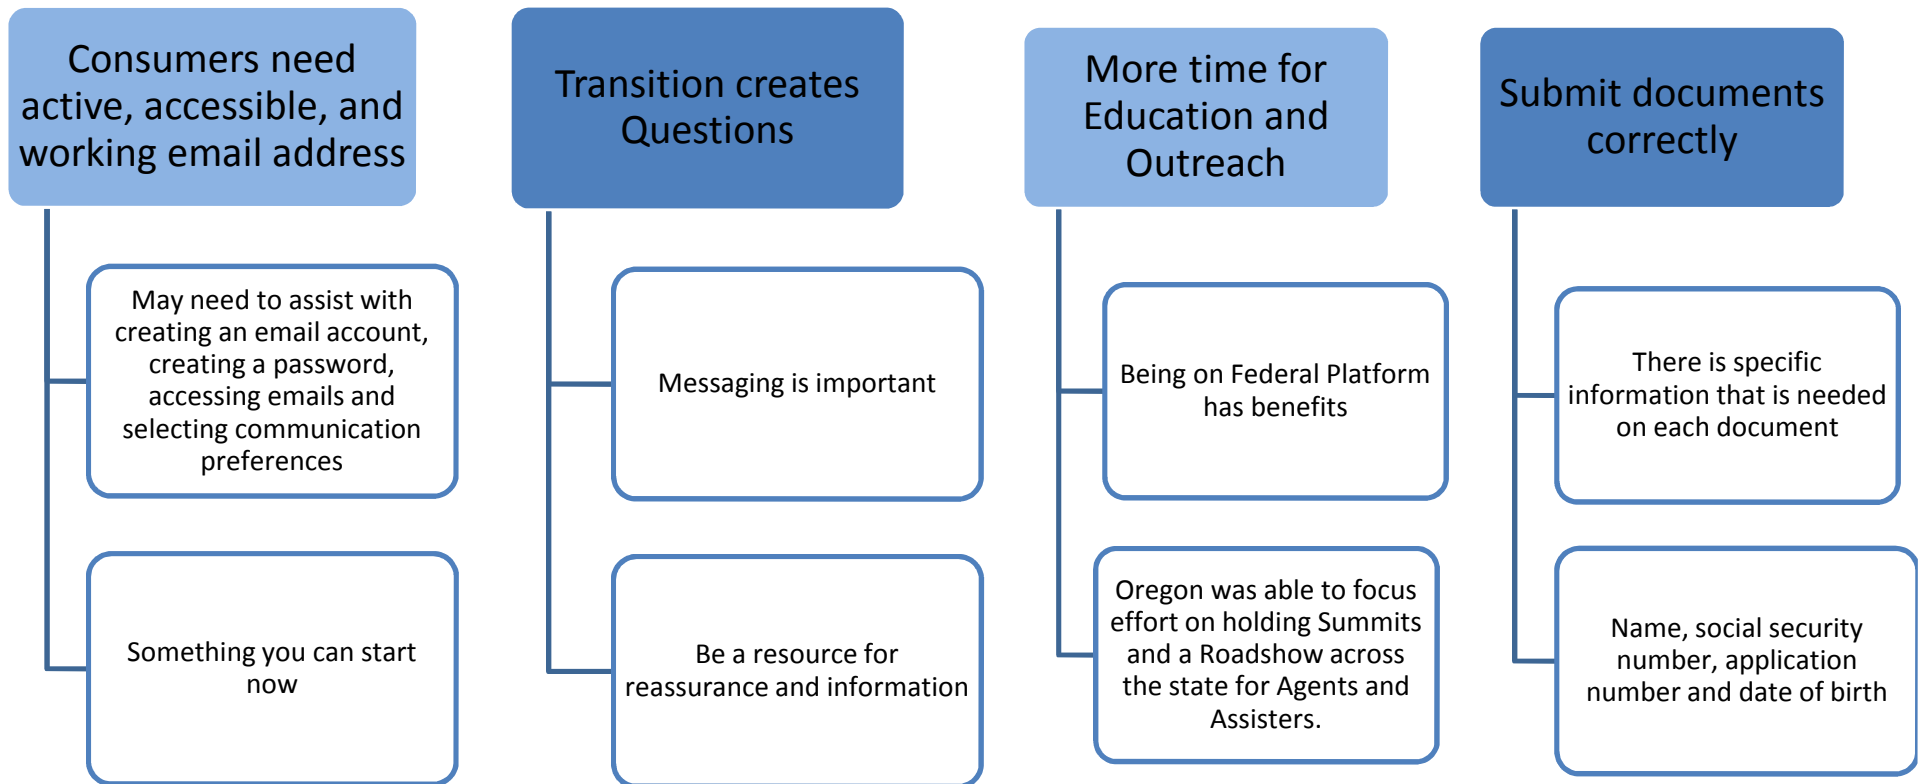 Consumers need
active, accessible, and
working email address
May need to assist with
creating an email account,
creating a password,
accessing emails and
selecting communication
preferences
Something you can start
now
Transition creates
Questions
Messaging is important
Be a resource for
reassurance and information
More time for
Education and
Outreach
Being on Federal Platform
has benefits
Oregon was able to focus
effort on holding Summits
and a Roadshow across
the state for Agents and
Assisters.
Submit documents
correctly
There is specific
information that is needed
on each document
Name, social security
number, application
number and date of birth